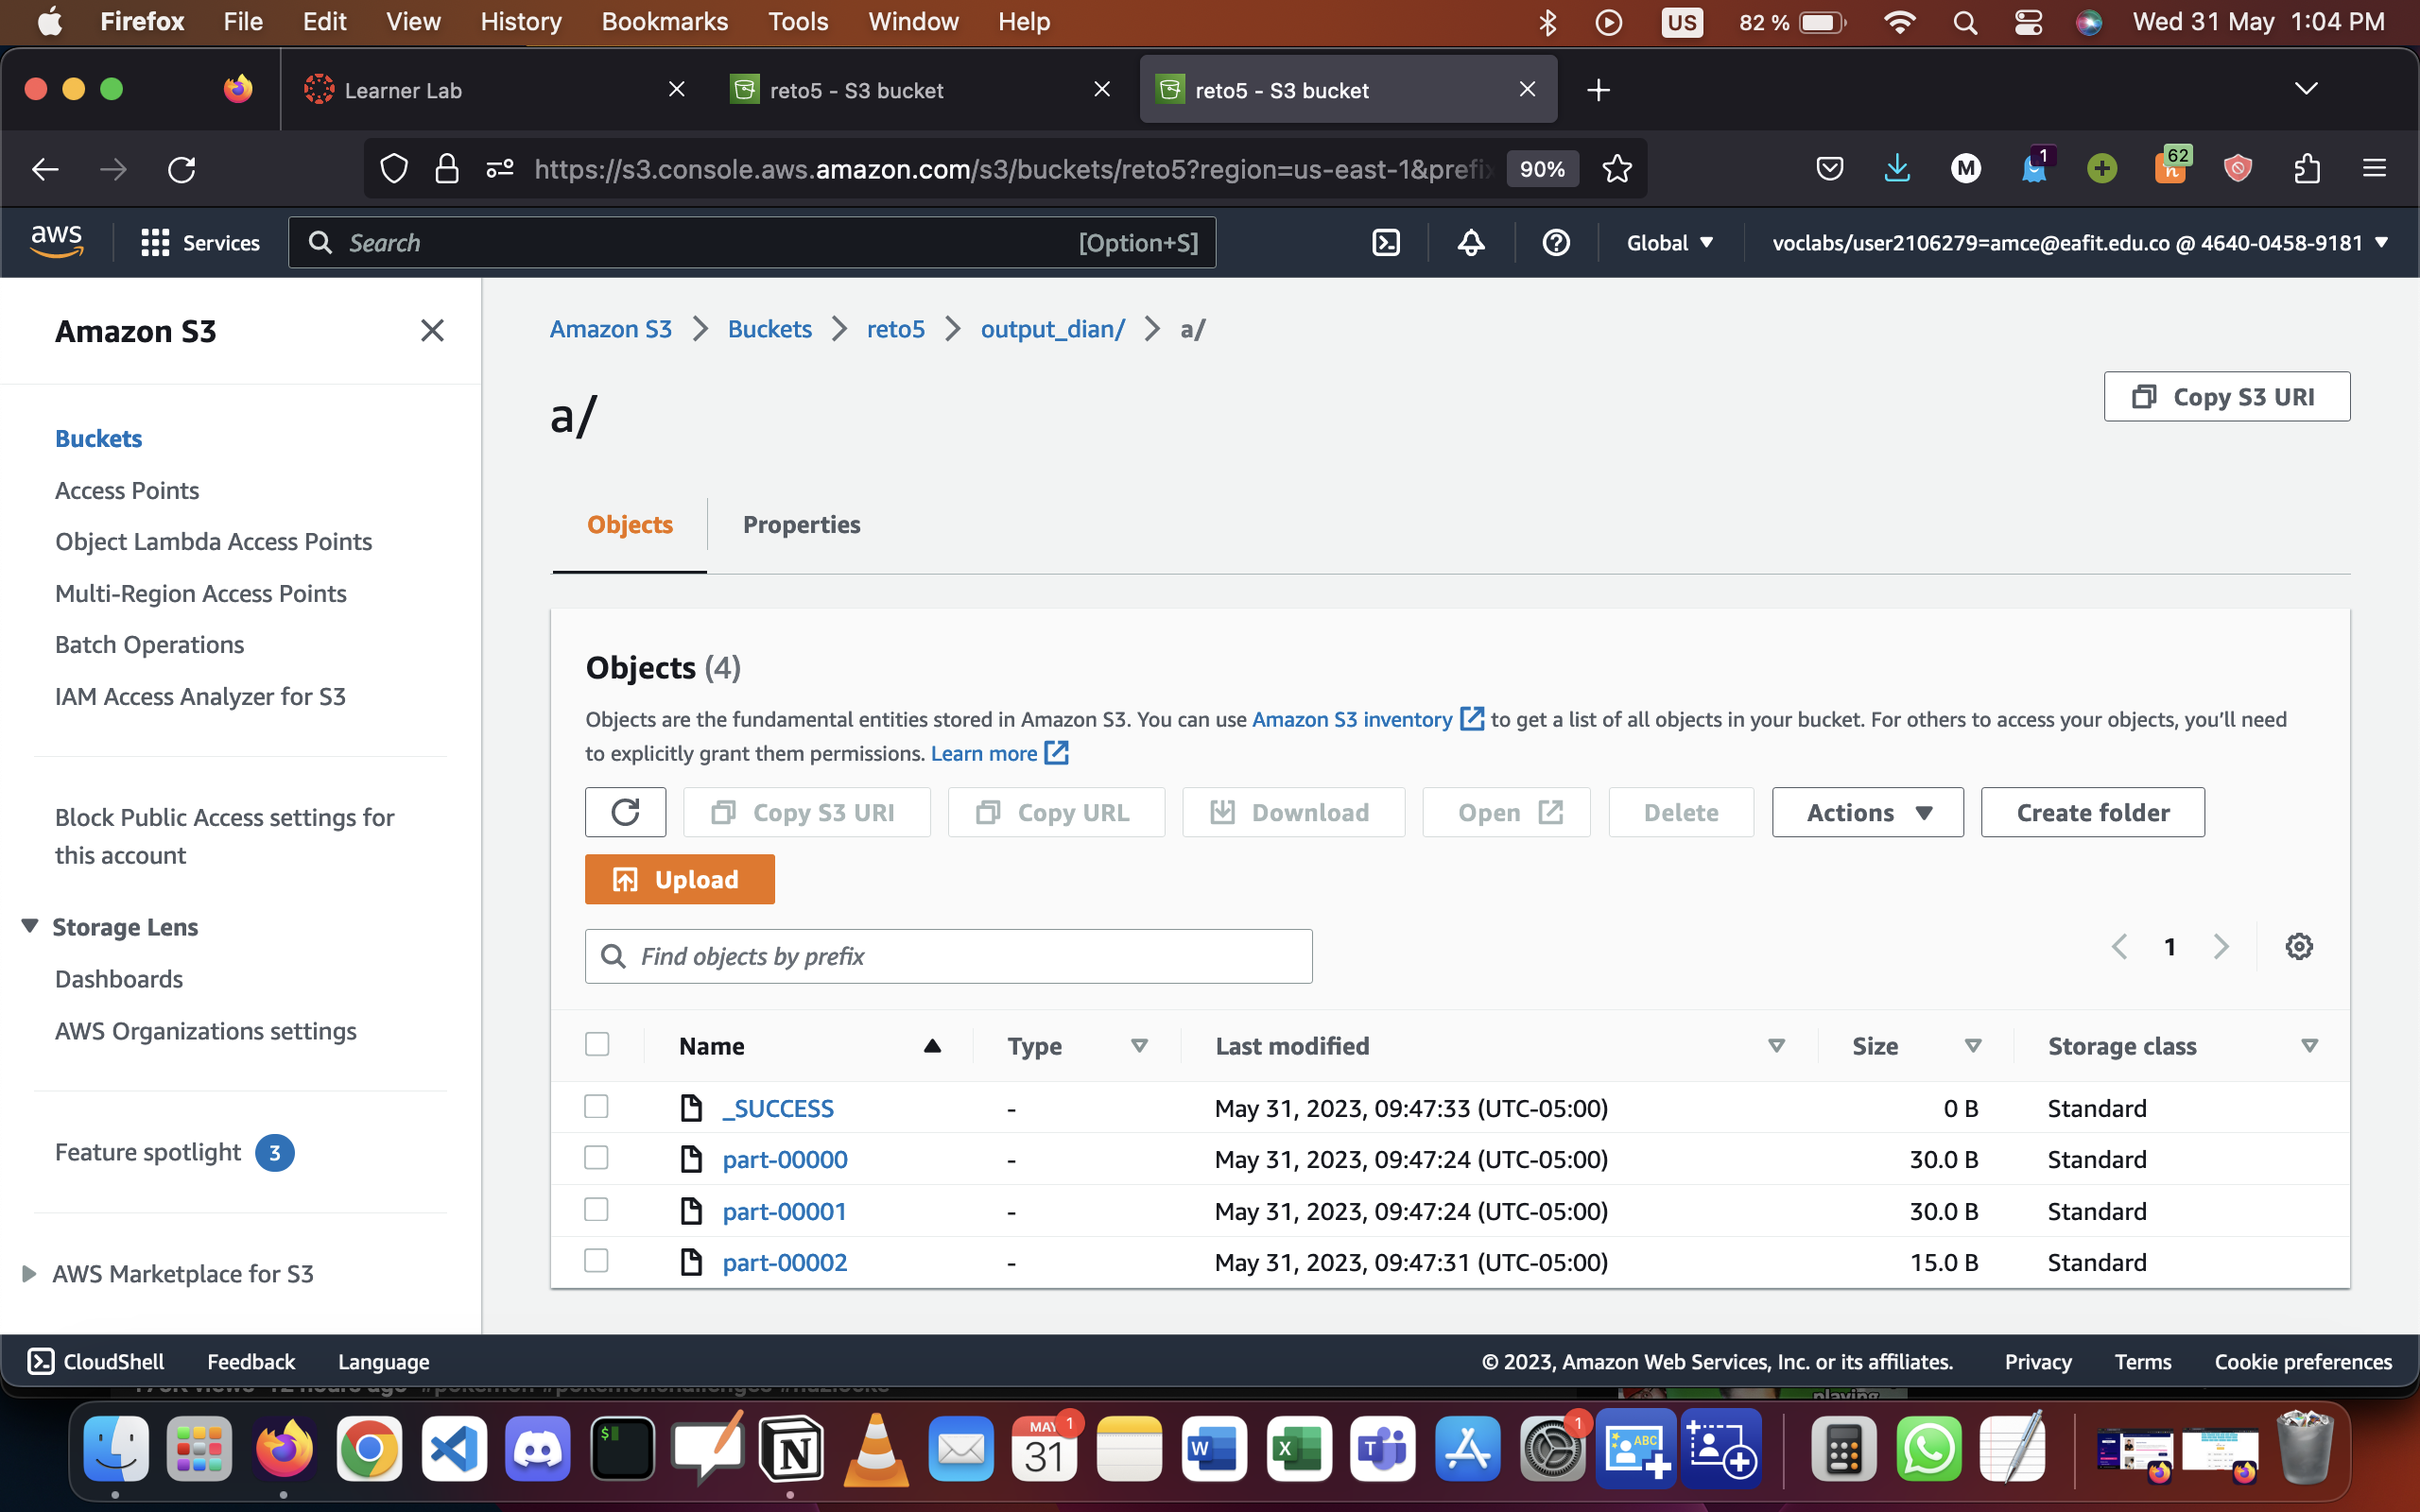 Firefox File Edit View History Bookmarks Tools Window Help US 82 % Wed 31 May 1:04 PM
Learner Lab reto5 - S3 bucket reto5 - S3 bucket
https://s3.console.aws.amazon.com/s3/buckets/reto5?region=us-east-1&prefix 90% M 1 62 n
aws Services Search [Option+S] Global voclabs/user2106279=amce@eafit.edu.co @ 4640-0458-9181
Amazon S3
Buckets
Access Points
Object Lambda Access Points
Multi-Region Access Points
Batch Operations
IAM Access Analyzer for S3
Block Public Access settings for
this account
Storage Lens
Dashboards
AWS Organizations settings
Feature spotlight 3
AWS Marketplace for S3
Amazon S3 Buckets reto5 output_dian/ a/
a/
Copy S3 URI
Objects Properties
Objects (4)
Objects are the fundamental entities stored in Amazon S3. You can use Amazon S3 inventory to get a list of all objects in your bucket. For others to access your objects, you’ll need
to explicitly grant them permissions. Learn more
Copy S3 URI Copy URL Download Open Delete Actions Create folder
Upload
Find objects by prefix 1
Name Type Last modified Size Storage class
_SUCCESS - May 31, 2023, 09:47:33 (UTC-05:00) 0 B Standard
part-00000 - May 31, 2023, 09:47:24 (UTC-05:00) 30.0 B Standard
part-00001 - May 31, 2023, 09:47:24 (UTC-05:00) 30.0 B Standard
part-00002 - May 31, 2023, 09:47:31 (UTC-05:00) 15.0 B Standard
CloudShell Feedback Language © 2023, Amazon Web Services, Inc. or its affiliates. Privacy Terms Cookie preferences
$ N MAY 31 1 W X T 1 ABC